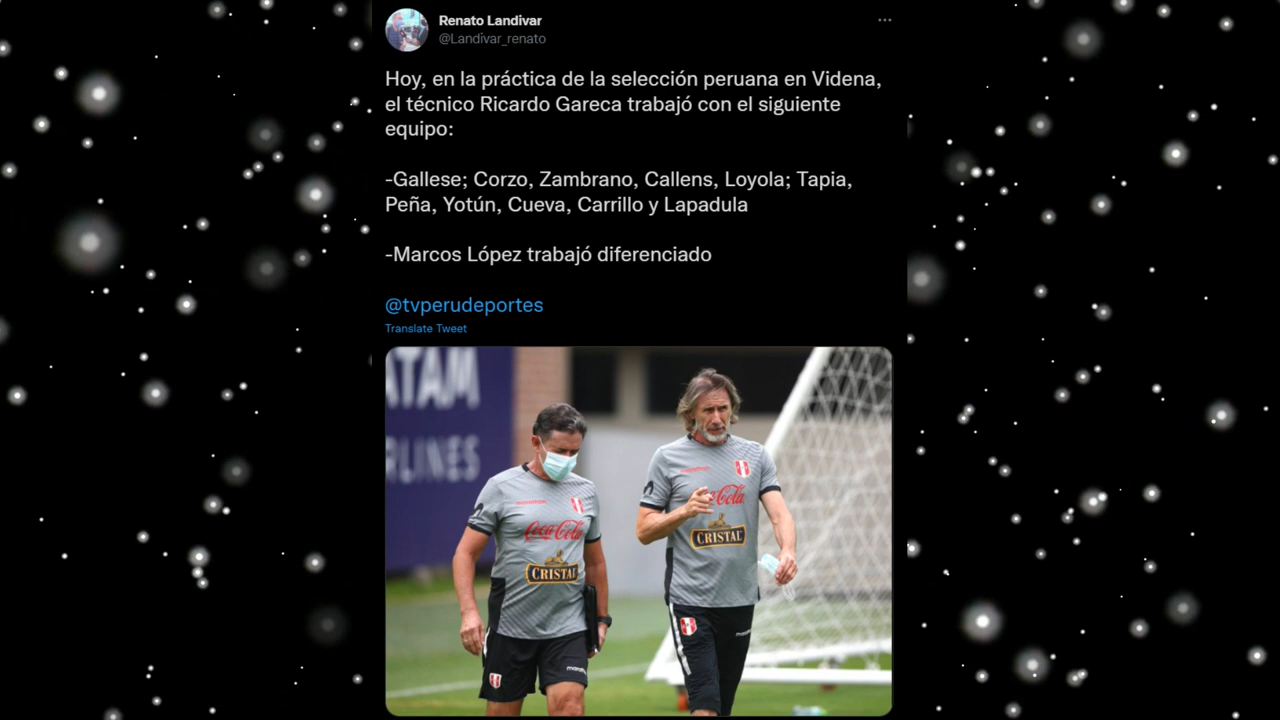 Renato Landivar
@Landivar_renato
Hoy, en la práctica de la selección peruana en Videna,
el técnico Ricardo Gareca trabajó con el siguiente
equipo:
-Gallese; Corzo, Zambrano, Callens, Loyola; Tapia,
Peña, Yotún, Cueva, Carrillo y Lapadula
-Marcos López trabajó diferenciado
@tvperudeportes
Translate Tweet
ATAM
RLINES
Coca-Cola
CRISTAL
Cola
CRISTAL